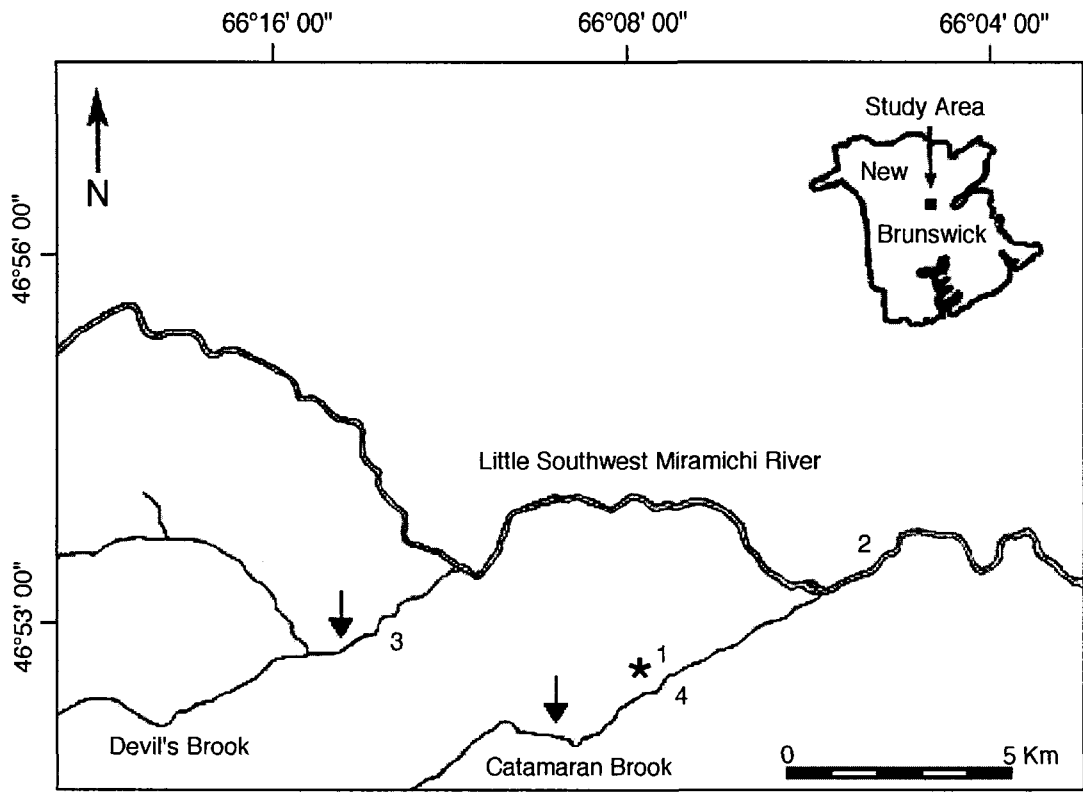 66°16' 00"
66°08' 00"
66°04' 00"
Study Area
New
Brunswick
N
46°56' 00"
Little Southwest Miramichi River
2
46°53' 00"
3
1
4
Devil's Brook
Catamaran Brook
0
5 Km